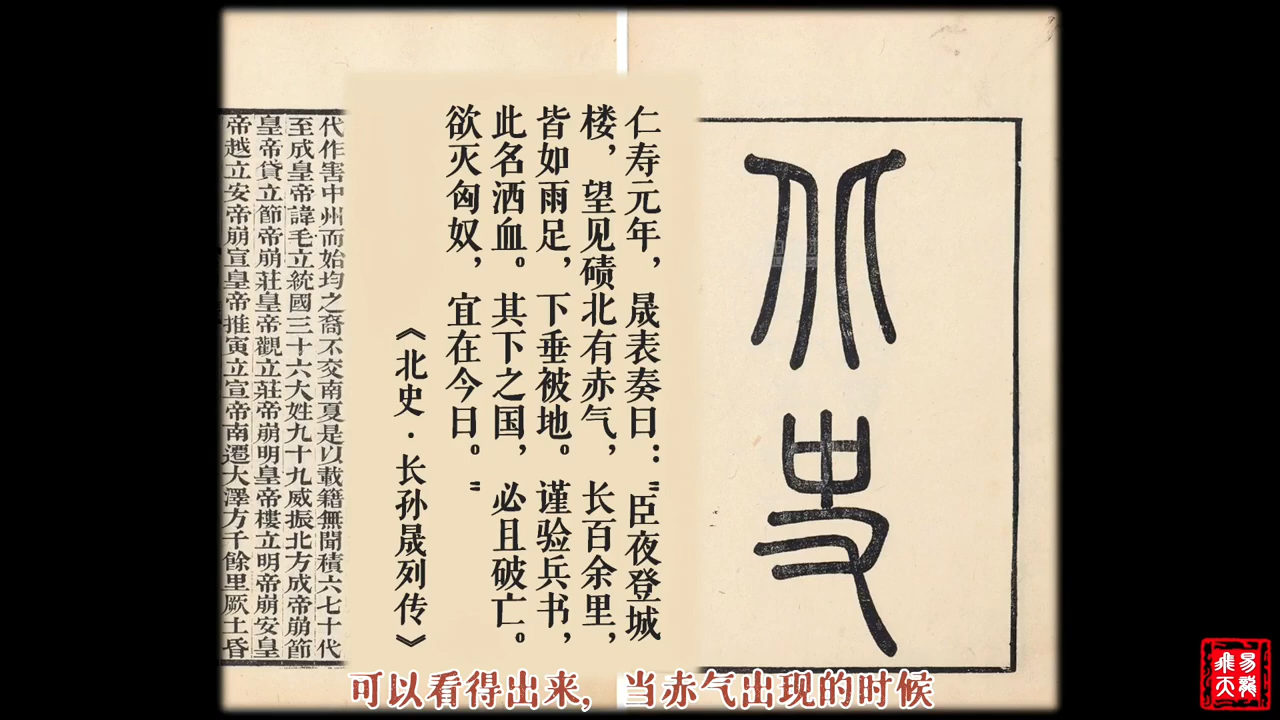 北史
仁寿元年，晟表奏曰："臣夜登城
楼，望见碛北有赤气，长百余里，
皆如雨足，下垂被地。谨验兵书，
此名洒血。其下之国，必且破亡。
欲灭匈奴，宜在今日。"
《北史·长孙晟列传》
代作害中州而始均之裔不交南夏是以載籍無聞積六七十代
至成皇帝諱毛立統國三十六大姓九十九威振北方成帝崩節
皇帝貸立節帝崩莊皇帝觀立莊帝崩明皇帝樓立明帝崩安皇
帝越立安帝崩宣皇帝推寅立宣帝南遷大澤方千餘里厥土昏
可以看得出来，当赤气出现的时候